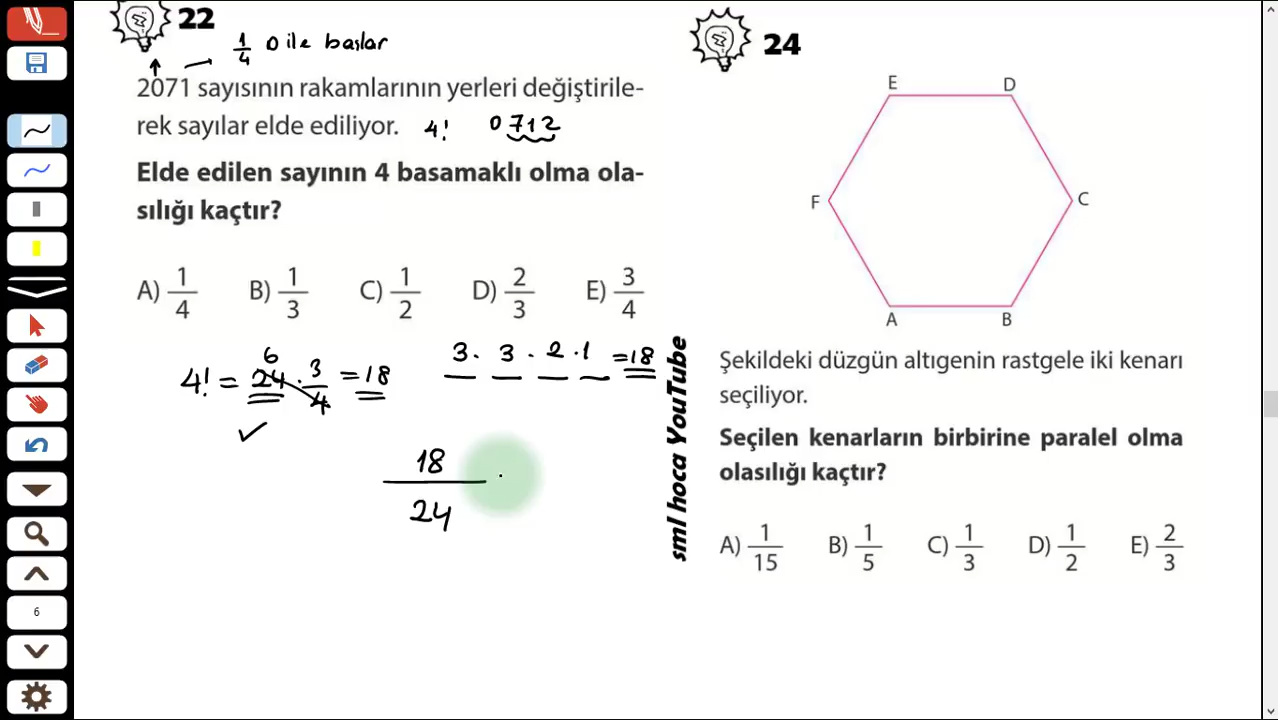 22
1/4 0 ile başlar
2071 sayısının rakamlarının yerleri değiştirile-
rek sayılar elde ediliyor. 4! 0712
Elde edilen sayının 4 basamaklı olma ola-
sılığı kaçtır?
A) 1/4 B) 1/3 C) 1/2 D) 2/3 E) 3/4
4! = 24 . 3/4 = 18
6
3 . 3 . 2 . 1 = 18
18/24
sml hoca YouTube
24
E D
F C
A B
Şekildeki düzgün altıgenin rastgele iki kenarı
seçiliyor.
Seçilen kenarların birbirine paralel olma
olasılığı kaçtır?
A) 1/15 B) 1/5 C) 1/3 D) 1/2 E) 2/3
6